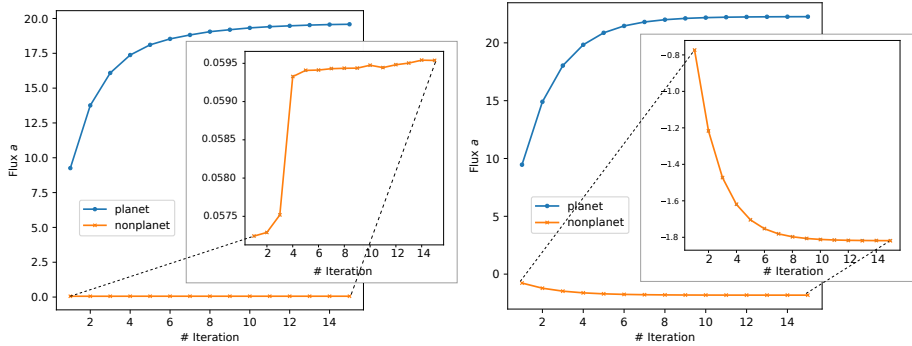 20.0
17.5
15.0
12.5
10.0
7.5
5.0
2.5
0.0
Flux a
2 4 6 8 10 12 14
# Iteration
planet
nonplanet
0.0595
0.0590
0.0585
0.0580
0.0575
2 4 6 8 10 12 14
# Iteration
20
15
10
5
0
Flux a
2 4 6 8 10 12 14
# Iteration
planet
nonplanet
−0.8
−1.0
−1.2
−1.4
−1.6
−1.8
2 4 6 8 10 12 14
# Iteration